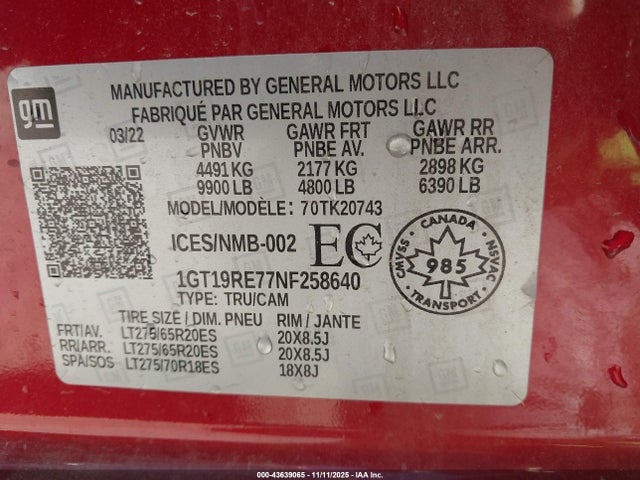 gm
MANUFACTURED BY GENERAL MOTORS LLC
FABRIQUÉ PAR GENERAL MOTORS LLC
03/22 GVWR GAWR FRT GAWR RR
PNBV PNBE AV. PNBE ARR.
4491 KG 2177 KG 2898 KG
9900 LB 4800 LB 6390 LB
MODEL/MODÈLE: 70TK20743
ICES/NMB-002 EC
CANADA
CMVSS 985 NSVAC
TRANSPORT
1GT19RE77NF258640
TYPE: TRU/CAM
TIRE SIZE / DIM. PNEU RIM / JANTE
FRT/AV. LT275/65R20ES 20X8.5J
RR/ARR. LT275/65R20ES 20X8.5J
SPA/SOS LT275/70R18ES 18X8J
000-43639065 - 11/11/2025 - IAA Inc.